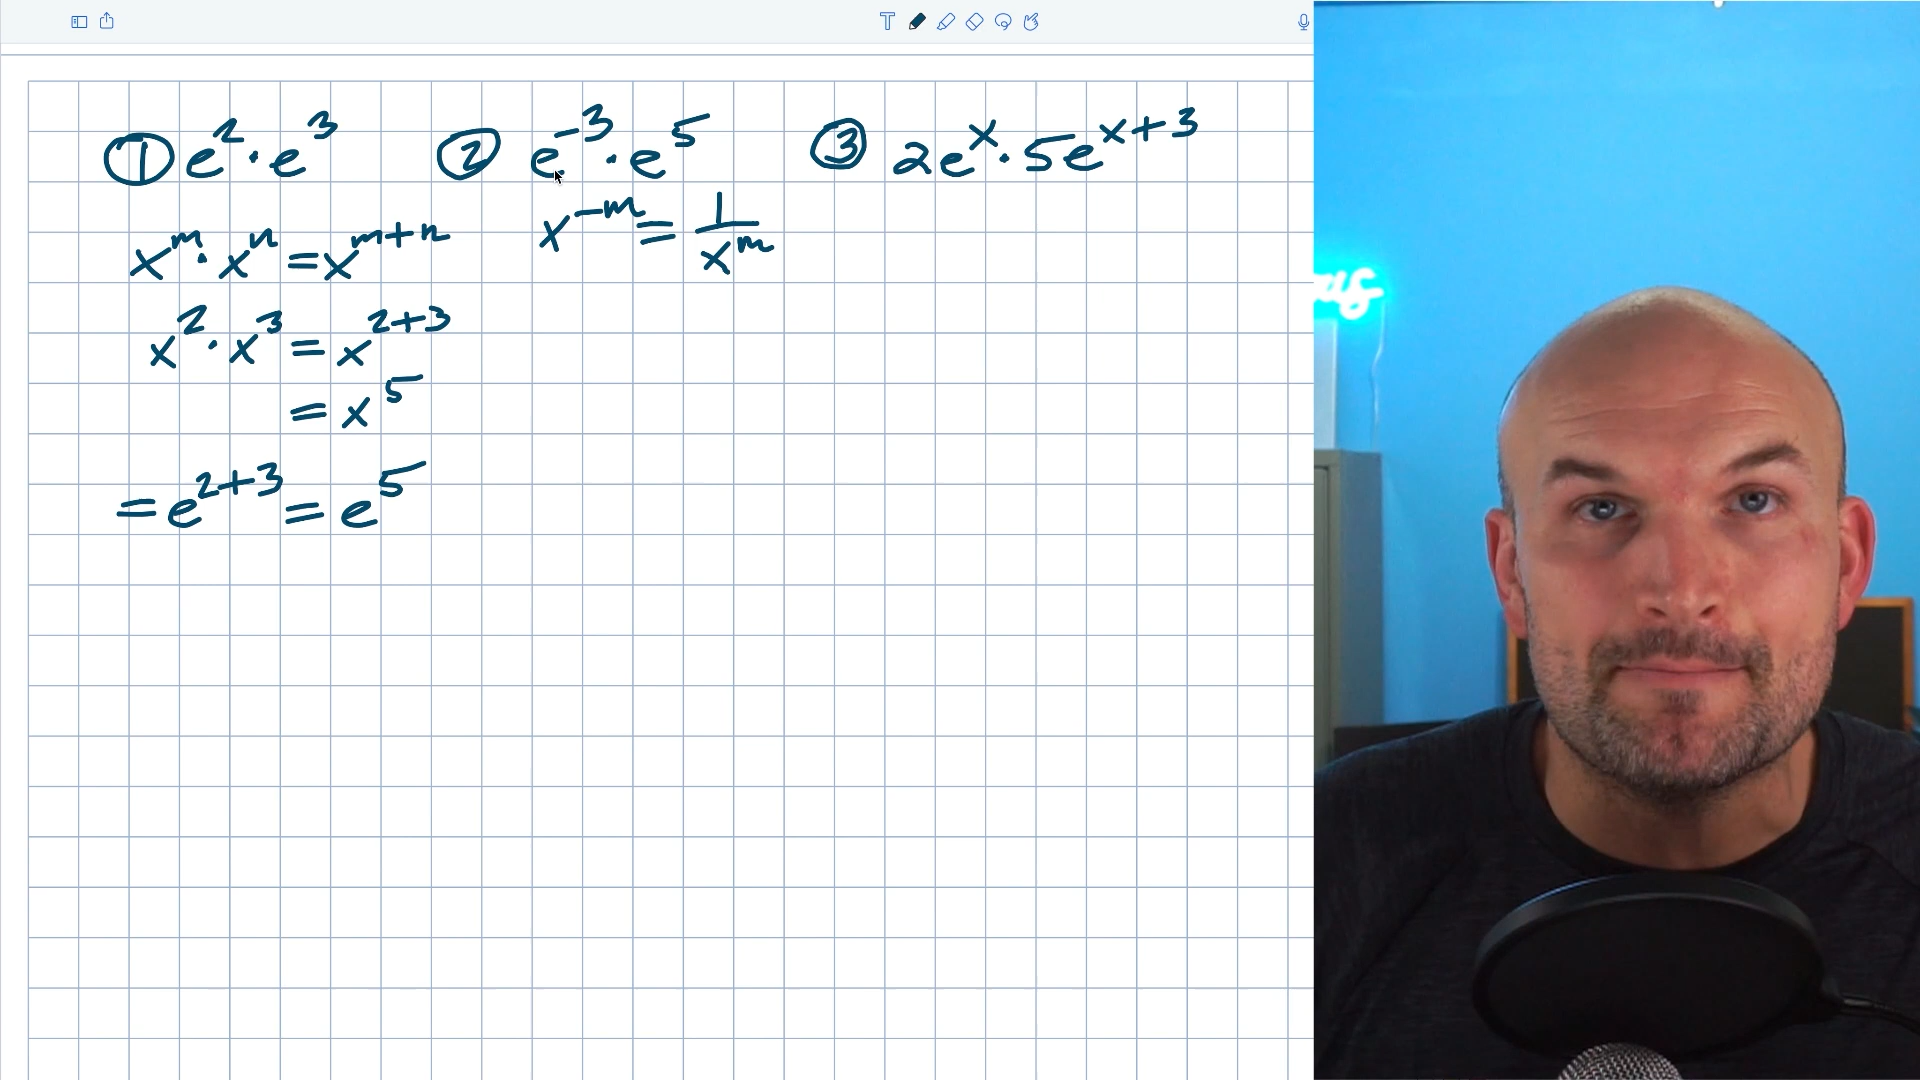 ① e²·e³
② e⁻³·e⁵
③ 2eˣ·5eˣ⁺³
xᵐ·xⁿ=xᵐ⁺ⁿ
x⁻ᵐ=1/xᵐ
x²·x³=x²⁺³
=x⁵
=e²⁺³=e⁵